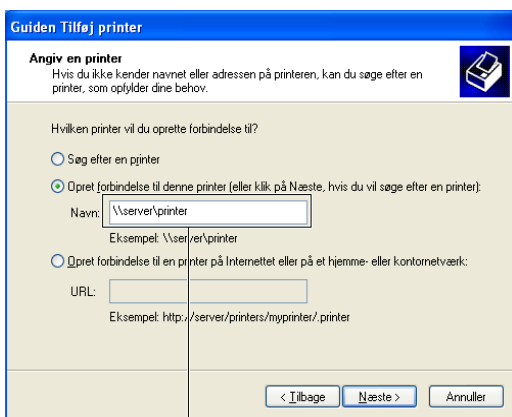 Guiden Tilføj printer
Angiv en printer
Hvis du ikke kender navnet eller adressen på printeren, kan du søge efter en
printer, som opfylder dine behov.
Hvilken printer vil du oprette forbindelse til?
Søg efter en printer
Opret forbindelse til denne printer (eller klik på Næste, hvis du vil søge efter en printer):
Navn: \\server\printer
Eksempel: \\server\printer
Opret forbindelse til en printer på Internettet eller på et hjemme- eller kontornetværk:
URL:
Eksempel: http://server/printers/myprinter/.printer
< Tilbage Næste > Annuller